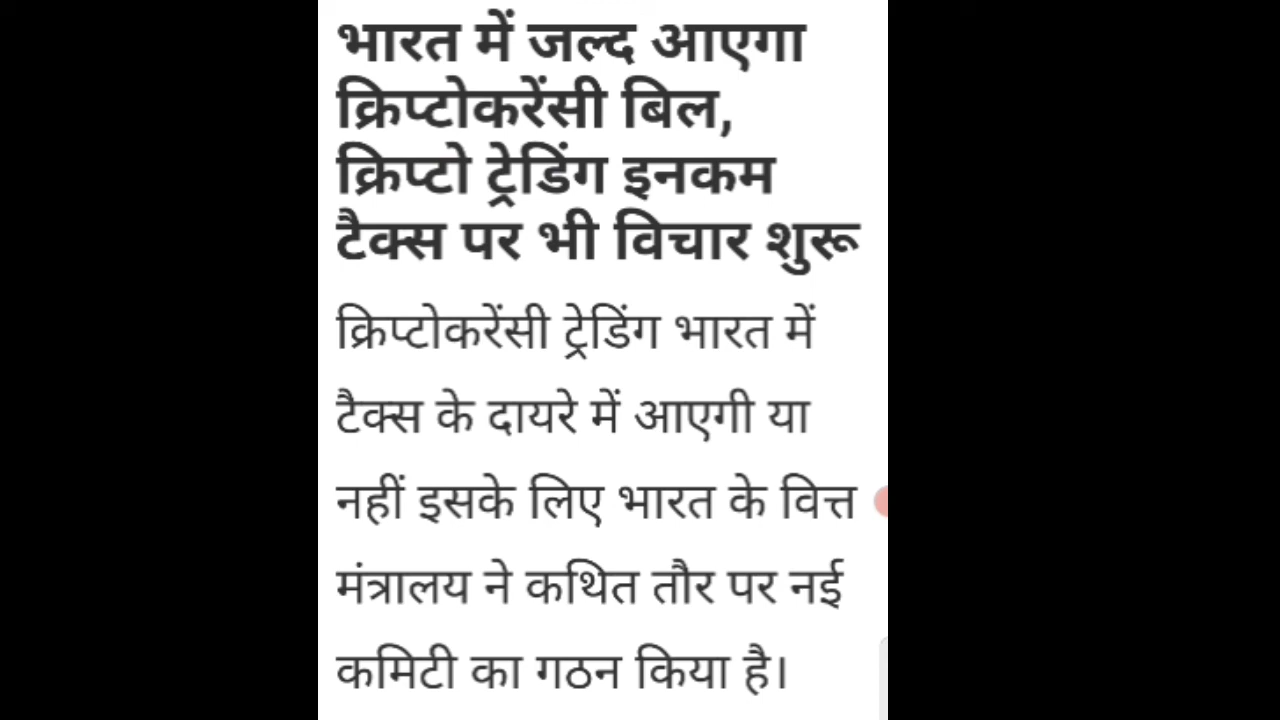 भारत में जल्द आएगा
क्रिप्टोकरेंसी बिल,
क्रिप्टो ट्रेडिंग इनकम
टैक्स पर भी विचार शुरू
क्रिप्टोकरेंसी ट्रेडिंग भारत में
टैक्स के दायरे में आएगी या
नहीं इसके लिए भारत के वित्त
मंत्रालय ने कथित तौर पर नई
कमिटी का गठन किया है।